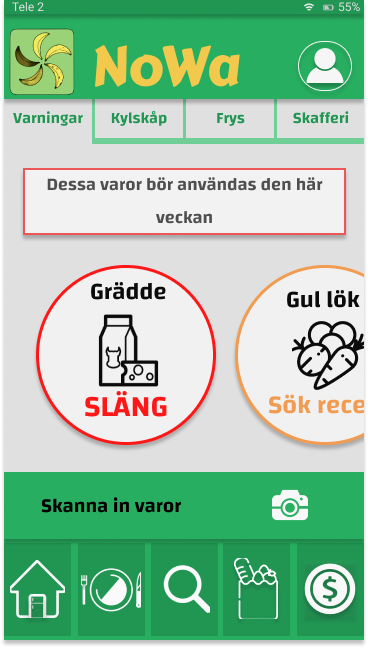 Tele 2 55%
NoWa
Varningar Kylskåp Frys Skafferi
Dessa varor bör användas den här
veckan
Grädde
SLÄNG
Gul lök
Sök rece
Skanna in varor
$